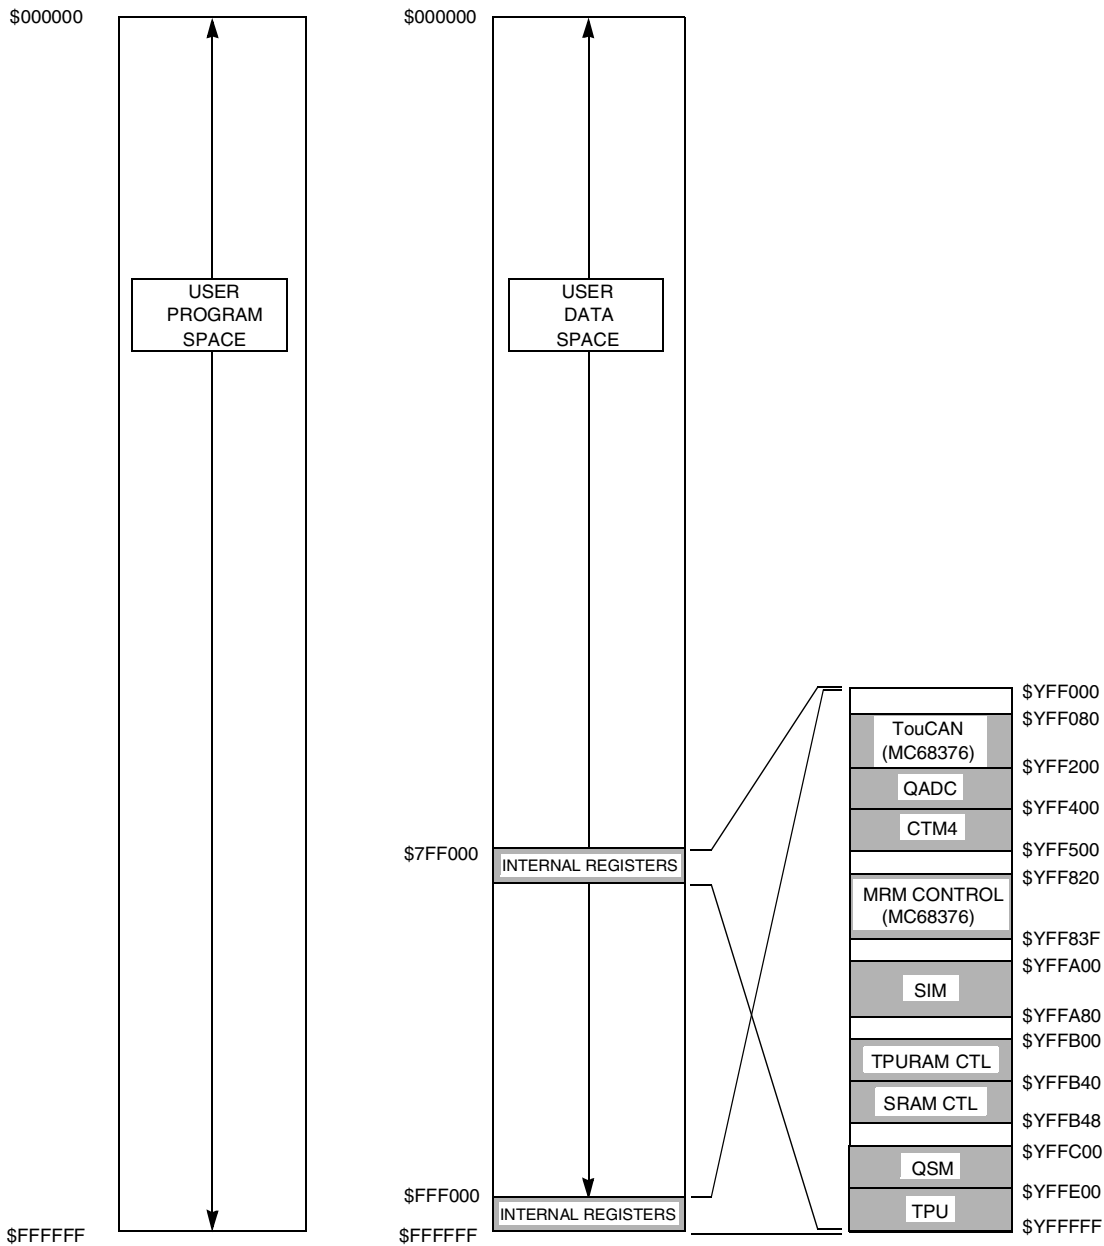 $000000
$000000
USER
PROGRAM
SPACE
USER
DATA
SPACE
$YFF000
$YFF080
TouCAN
(MC68376)
$YFF200
QADC
$YFF400
CTM4
$YFF500
$7FF000
INTERNAL REGISTERS
$YFF820
MRM CONTROL
(MC68376)
$YFF83F
$YFFA00
SIM
$YFFA80
$YFFB00
TPURAM CTL
$YFFB40
SRAM CTL
$YFFB48
$YFFC00
QSM
$YFFE00
$FFF000
INTERNAL REGISTERS
TPU
$YFFFFF
$FFFFFF
$FFFFFF